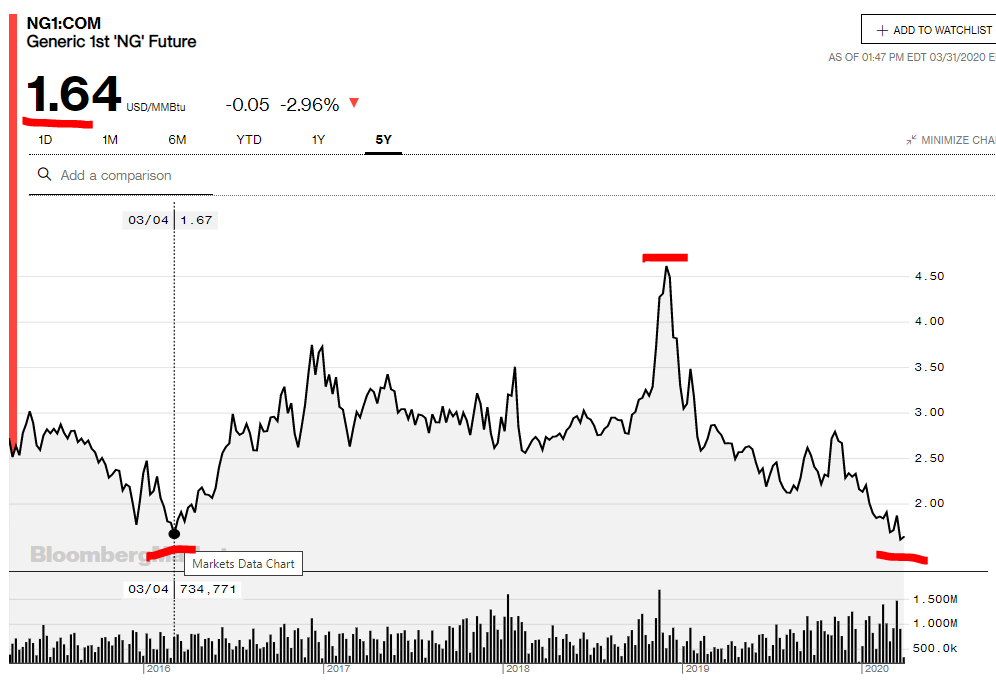 NG1:COM
Generic 1st 'NG' Future
ADD TO WATCHLIST
AS OF 01:47 PM EDT 03/31/2020
1.64 USD/MMBtu -0.05 -2.96%
1D 1M 6M YTD 1Y 5Y
MINIMIZE
Add a comparison
03/04 1.67
4.50
4.00
3.50
3.00
2.50
2.00
Markets Data Chart
03/04 734,771
1.500M
1.000M
500.0k
2016 2017 2018 2019 2020